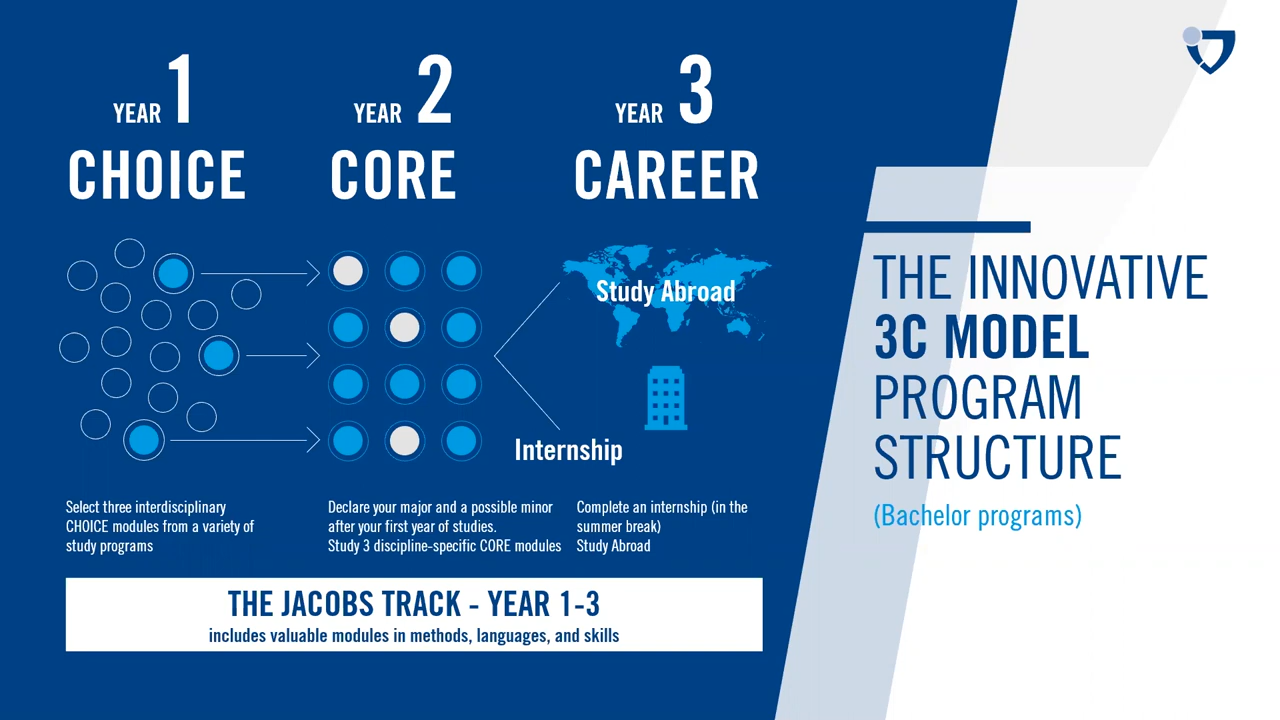 YEAR 1
CHOICE
YEAR 2
CORE
YEAR 3
CAREER
Study Abroad
Internship
Select three interdisciplinary
CHOICE modules from a variety of
study programs
Declare your major and a possible minor
after your first year of studies.
Study 3 discipline-specific CORE modules
Complete an internship (in the
summer break)
Study Abroad
THE JACOBS TRACK - YEAR 1-3
includes valuable modules in methods, languages, and skills
THE INNOVATIVE
3C MODEL
PROGRAM
STRUCTURE
(Bachelor programs)